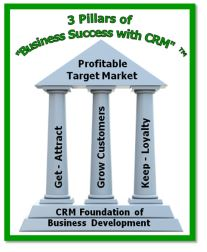 3 Pillars of
"Business Success with CRM" ™
Profitable
Target Market
Get - Attract
Grow Customers
Keep - Loyalty
CRM Foundation of
Business Development